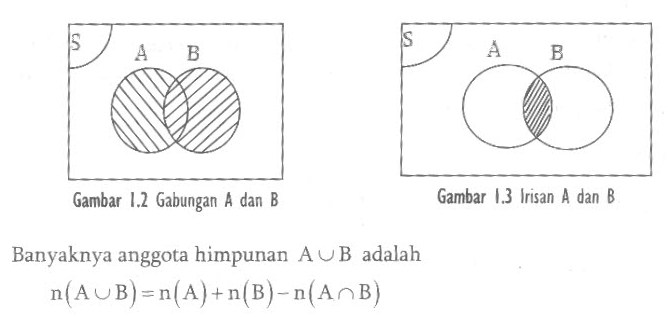 S
A B
Gambar 1.2 Gabungan A dan B
S
A B
Gambar 1.3 Irisan A dan B
Banyaknya anggota himpunan A∪B adalah
n(A∪B)=n(A)+n(B)−n(A∩B)